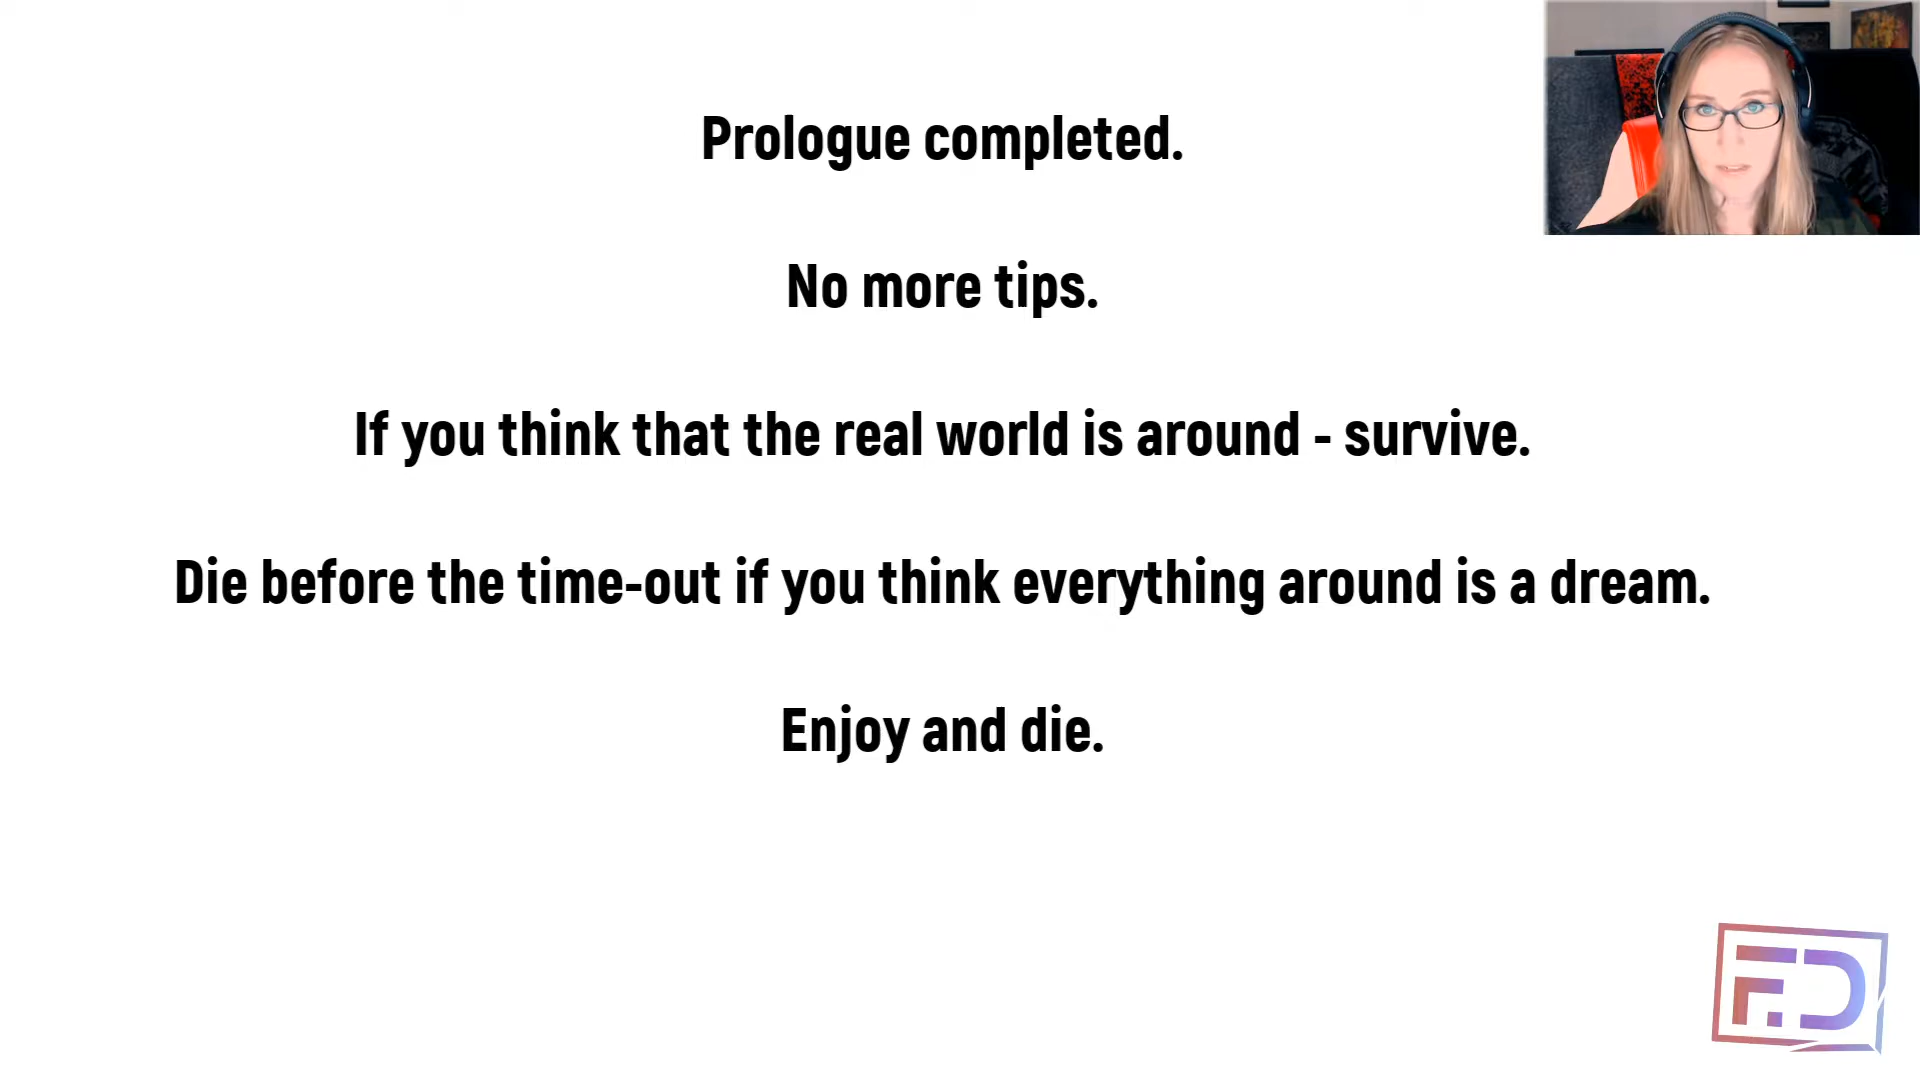 Prologue completed.
No more tips.
If you think that the real world is around - survive.
Die before the time-out if you think everything around is a dream.
Enjoy and die.
F.D